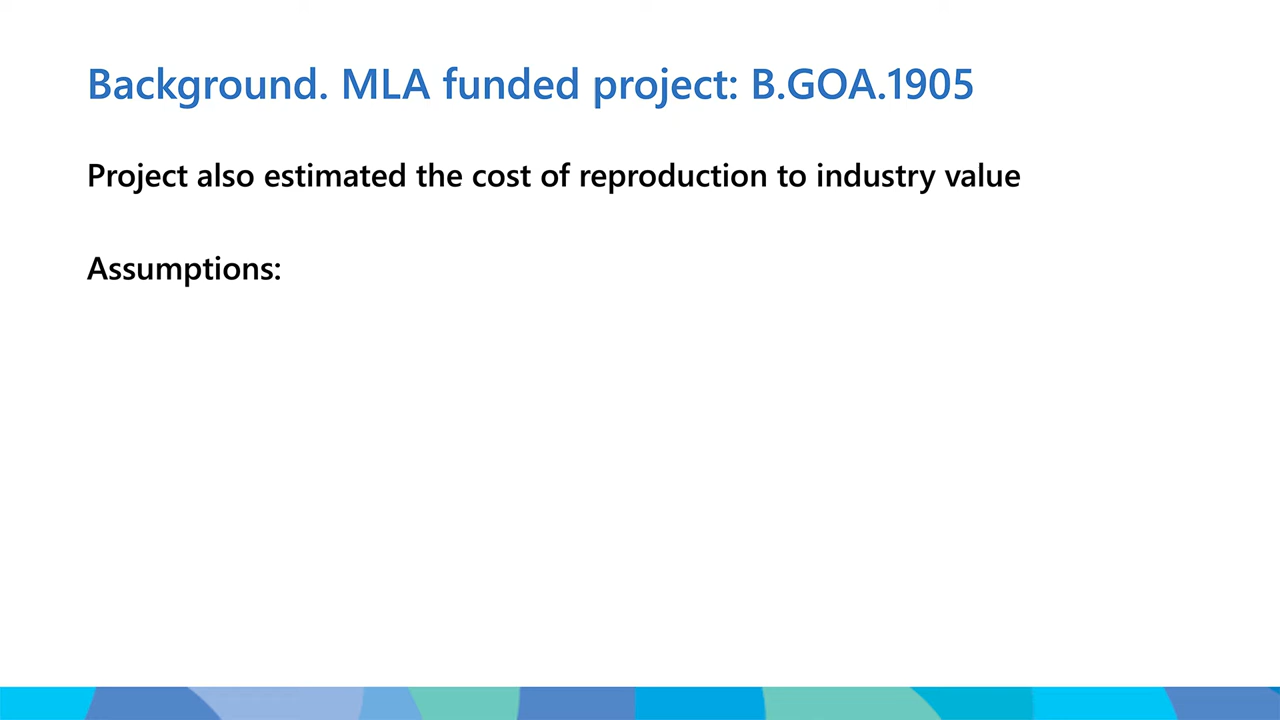 Background. MLA funded project: B.GOA.1905
Project also estimated the cost of reproduction to industry value
Assumptions: